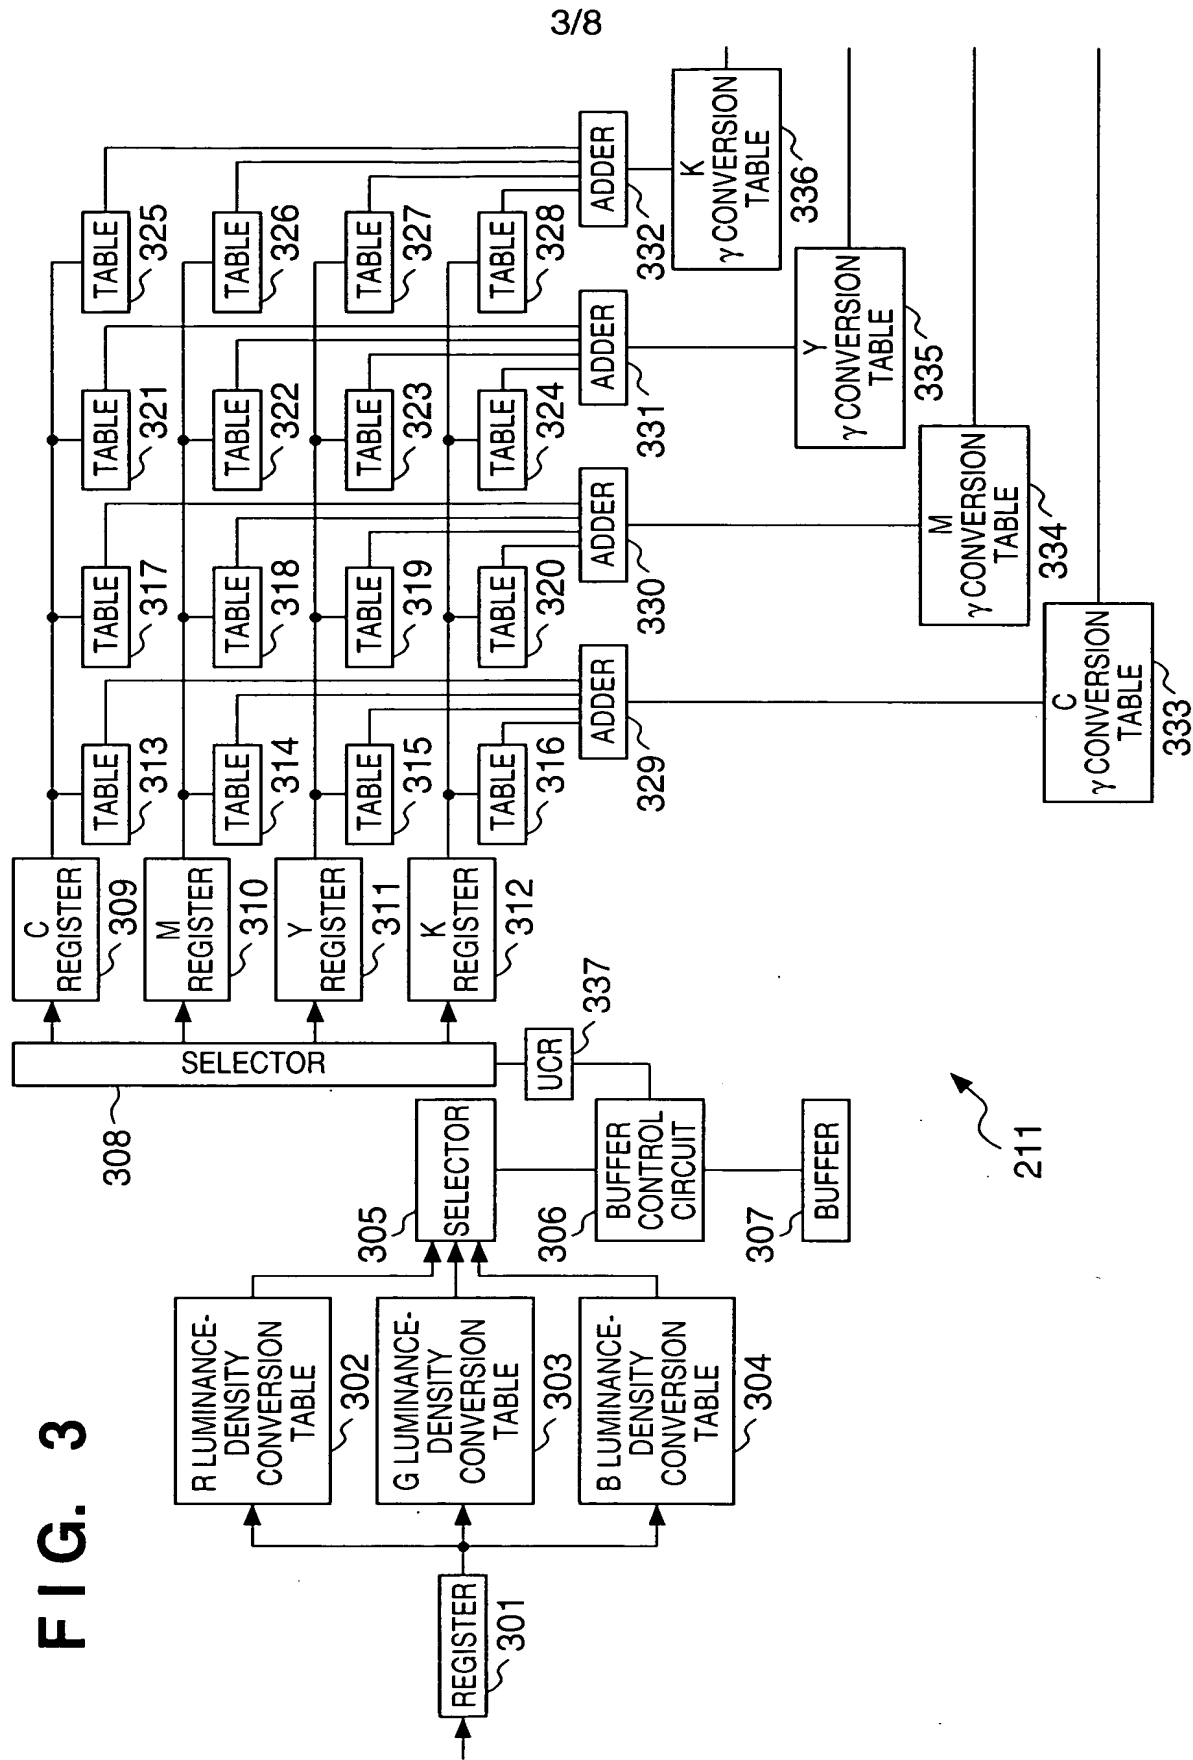 3/8
FIG. 3
REGISTER
301
R LUMINANCE-
DENSITY
CONVERSION
TABLE
302
G LUMINANCE-
DENSITY
CONVERSION
TABLE
303
B LUMINANCE-
DENSITY
CONVERSION
TABLE
304
305
SELECTOR
306
BUFFER
CONTROL
CIRCUIT
307
BUFFER
308
SELECTOR
UCR
337
C
REGISTER
309
M
REGISTER
310
Y
REGISTER
311
K
REGISTER
312
TABLE
313
TABLE
314
TABLE
315
TABLE
316
TABLE
317
TABLE
318
TABLE
319
TABLE
320
TABLE
321
TABLE
322
TABLE
323
TABLE
324
TABLE
325
TABLE
326
TABLE
327
TABLE
328
ADDER
329
ADDER
330
ADDER
331
ADDER
332
C
γ CONVERSION
TABLE
333
M
γ CONVERSION
TABLE
334
Y
γ CONVERSION
TABLE
335
K
γ CONVERSION
TABLE
336
211